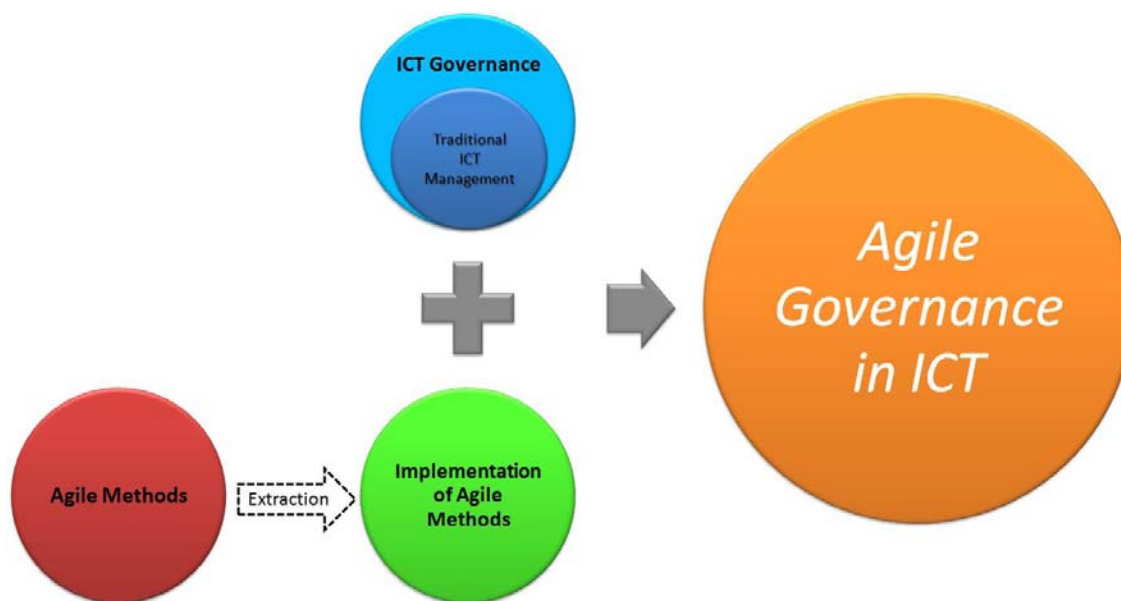 ICT Governance
Traditional
ICT
Management
Agile
Governance
in ICT
Agile Methods
Extraction
Implementation
of Agile
Methods